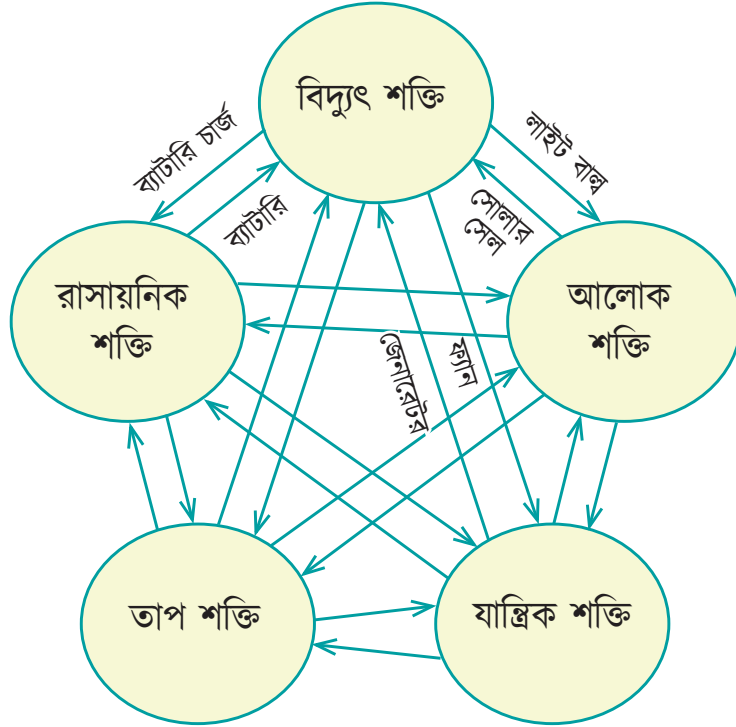 বিদ্যুৎ শক্তি
ব্যাটারি চার্জ
ব্যাটারি
লাইট বাল্ব
সোলার
সেল
রাসায়নিক
শক্তি
আলোক
শক্তি
জেনারেটর
ফ্যান
তাপ শক্তি
যান্ত্রিক শক্তি